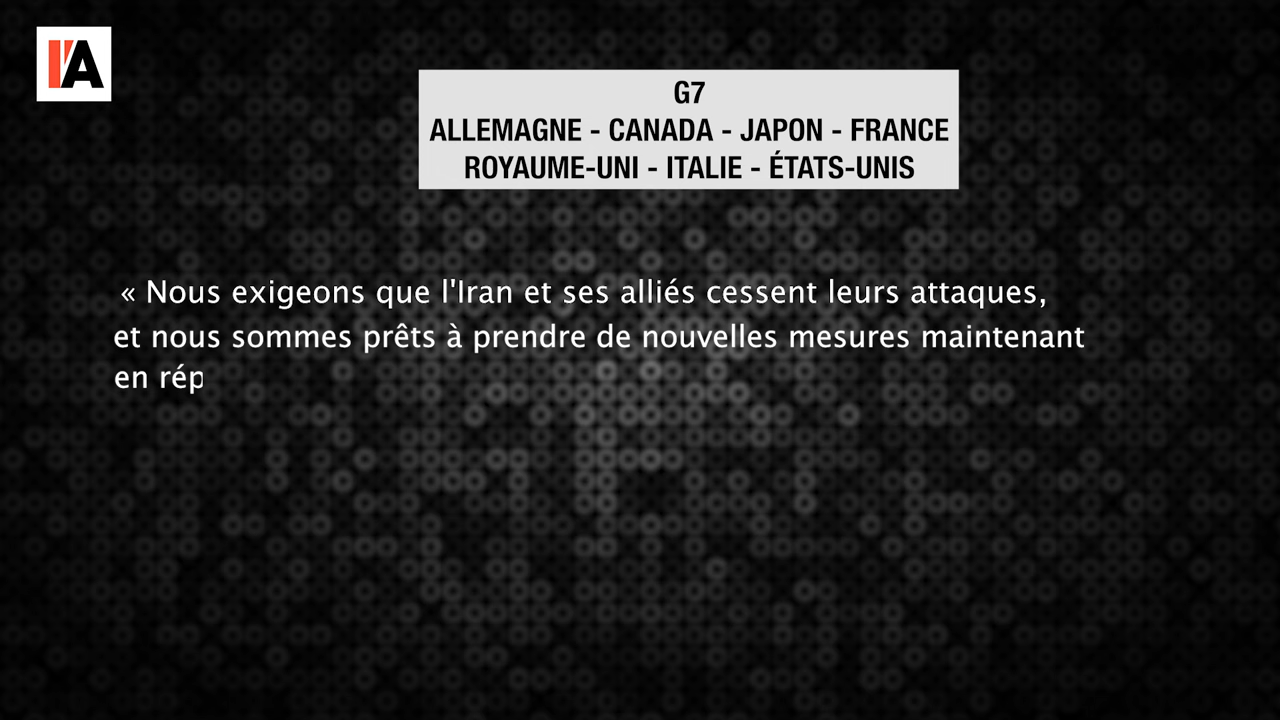 l'A
G7
ALLEMAGNE - CANADA - JAPON - FRANCE
ROYAUME-UNI - ITALIE - ÉTATS-UNIS
« Nous exigeons que l'Iran et ses alliés cessent leurs attaques,
et nous sommes prêts à prendre de nouvelles mesures maintenant
en rép